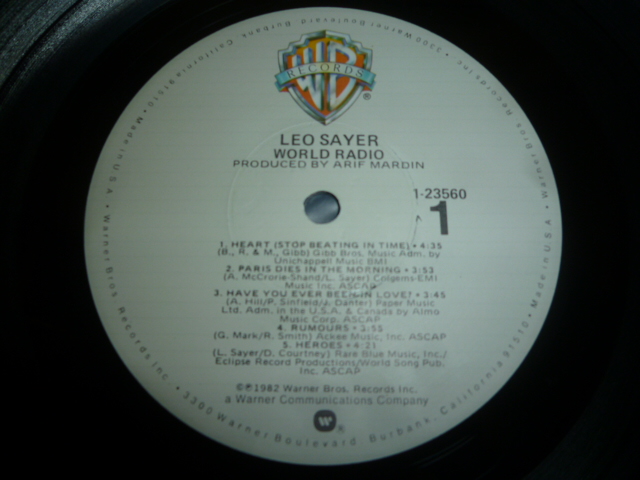 WB
RECORDS
®
LEO SAYER
WORLD RADIO
PRODUCED BY ARIF MARDIN
1-23560
1
1. HEART (STOP BEATING IN TIME) • 4:35
(B., R. & M., Gibb) Gibb Bros. Music Adm. by
Unichappell Music BMI
2. PARIS DIES IN THE MORNING • 3:53
(A. McCrorie-Shand/L. Sayer) Colgems-EMI
Music Inc. ASCAP
3. HAVE YOU EVER BEEN IN LOVE? • 3:45
(A. Hill/P. Sinfield/J. Danter) Paper Music
Ltd. Adm. in the U.S.A. & Canada by Almo
Music Corp. ASCAP
4. RUMOURS • 3:55
(G. Mark/R. Smith) Ackee Music, Inc. ASCAP
5. HEROES • 4:21
(L. Sayer/D. Courtney) Rare Blue Music, Inc./
Eclipse Record Productions/World Song Pub.
Inc. ASCAP
©℗1982 Warner Bros. Records Inc.
a Warner Communications Company
W
Warner Bros. Records Inc. • 3300 Warner Boulevard, Burbank, California 91510 • Made in U.S.A. •